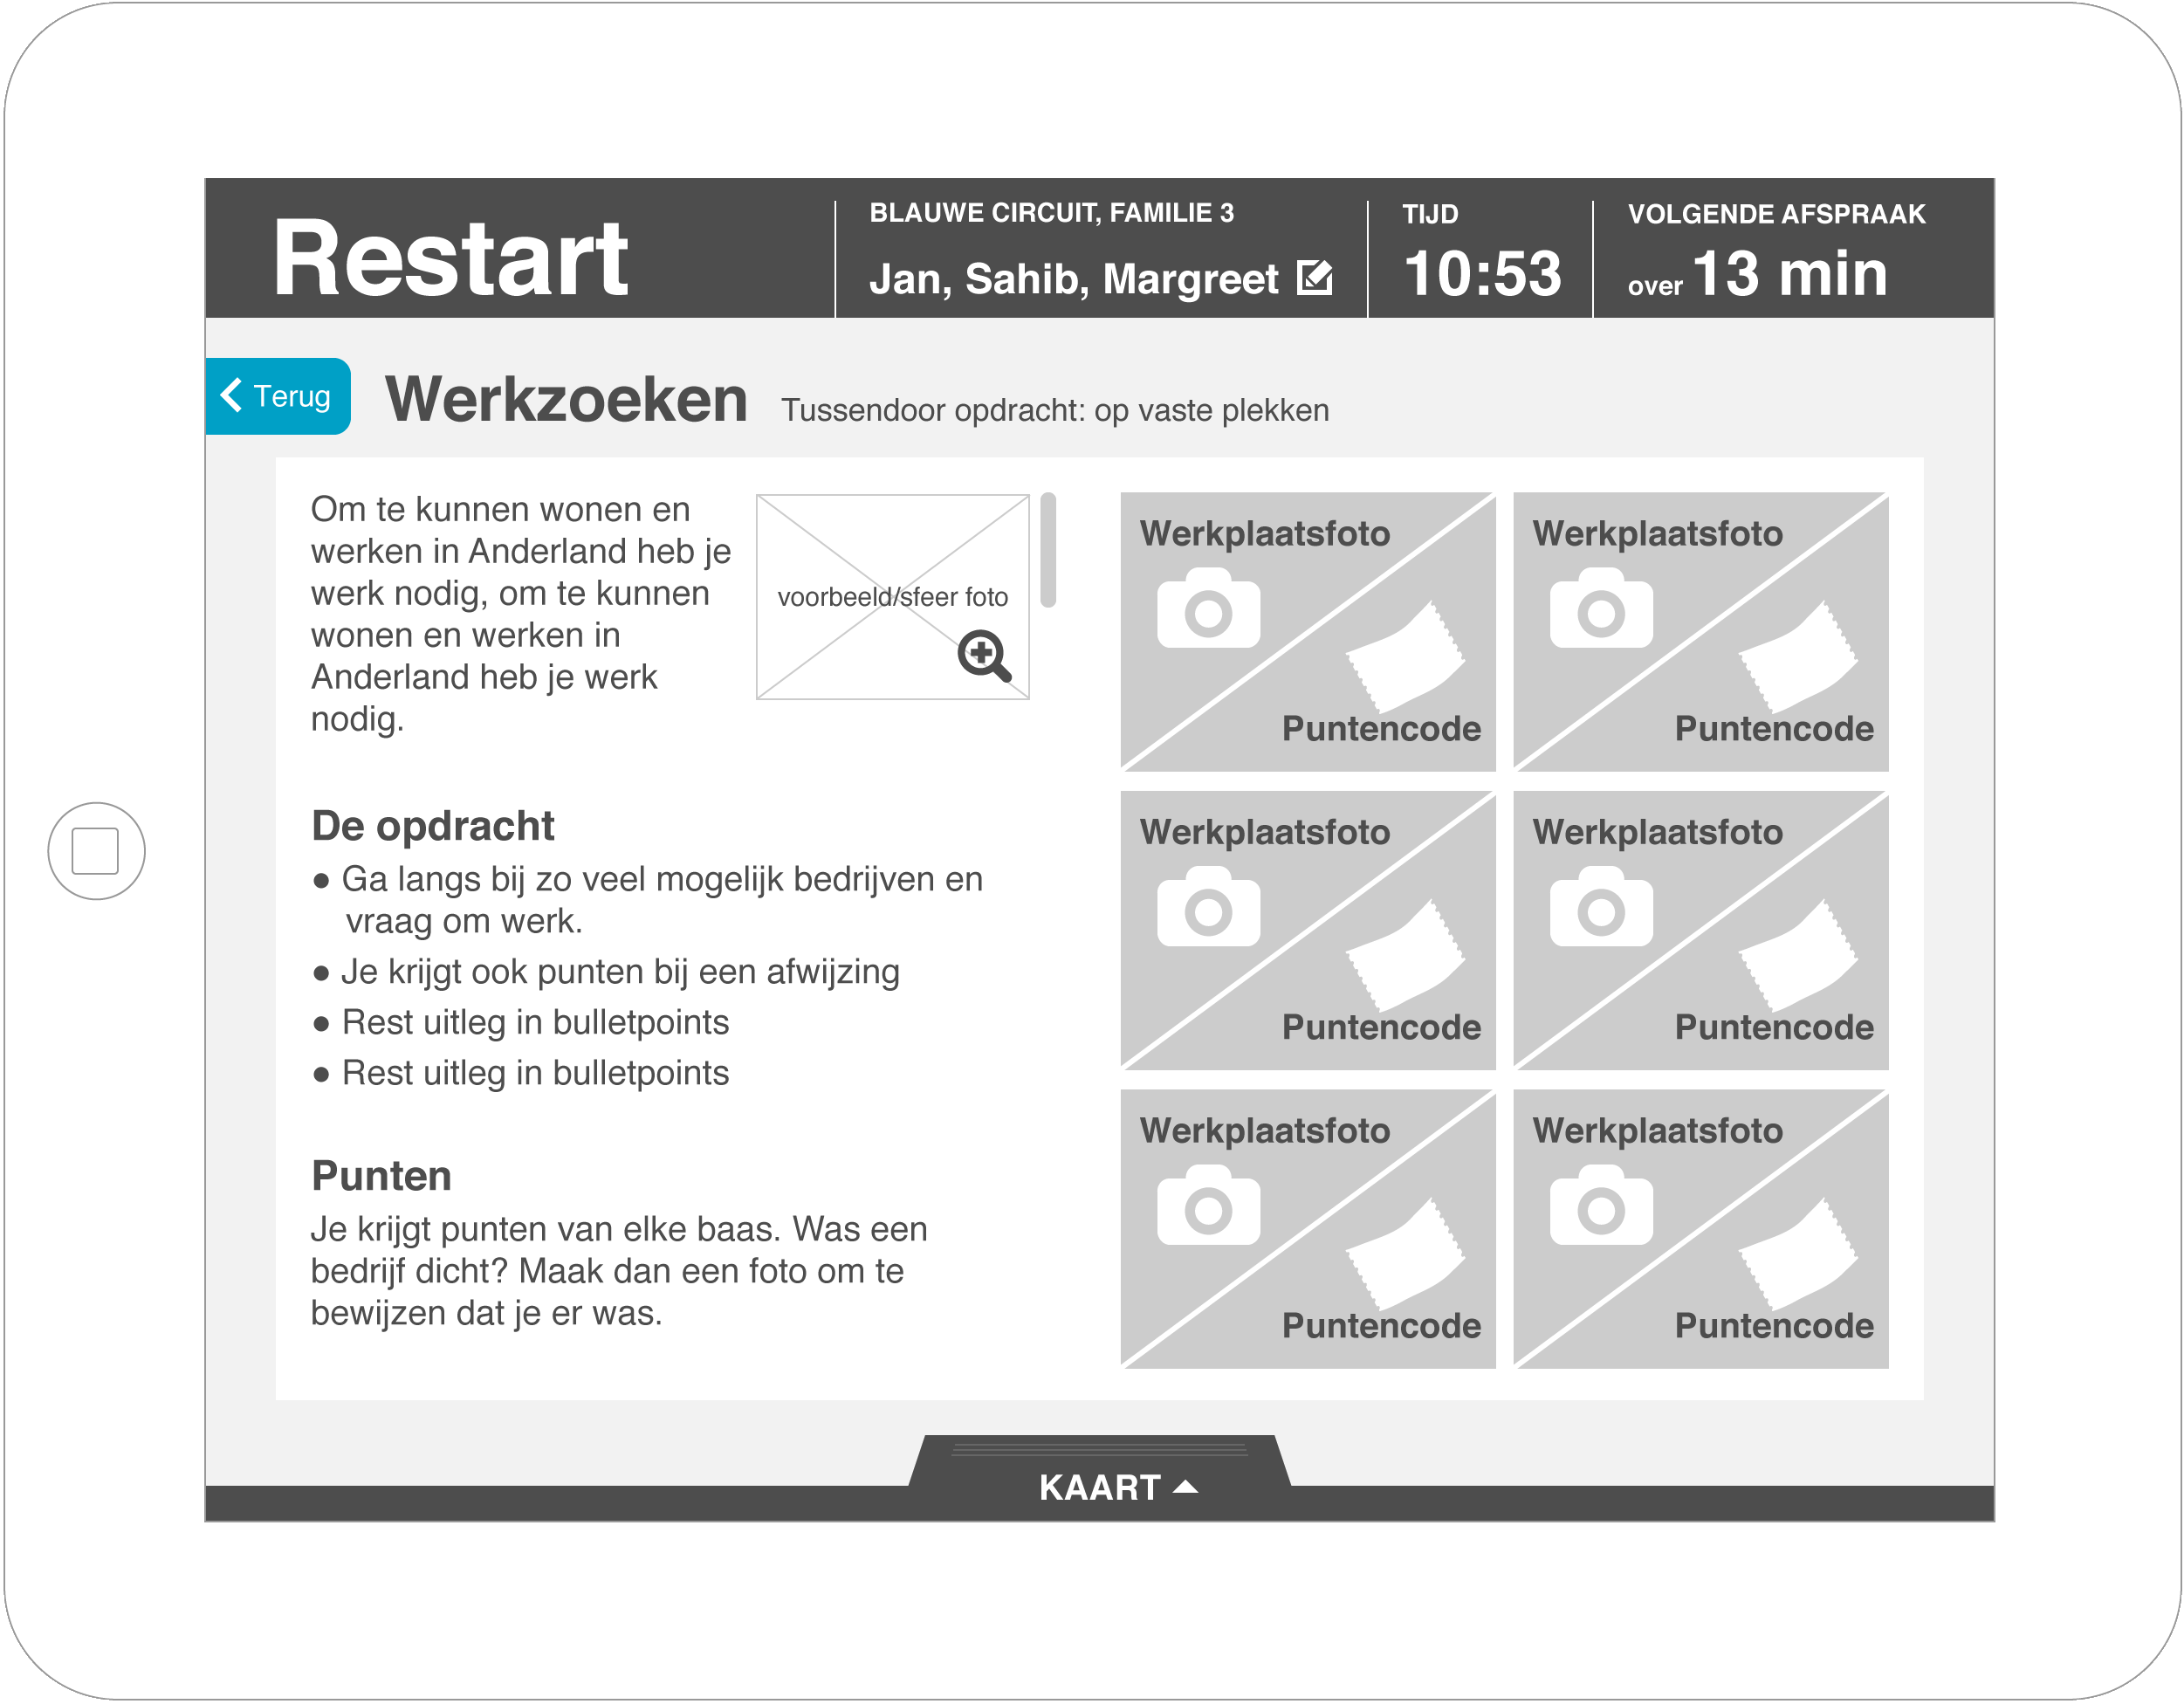 Restart
BLAUWE CIRCUIT, FAMILIE 3
Jan, Sahib, Margreet
TIJD
10:53
VOLGENDE AFSPRAAK
over 13 min
Terug
Werkzoeken
Tussendoor opdracht: op vaste plekken
Om te kunnen wonen en
werken in Anderland heb je
werk nodig, om te kunnen
wonen en werken in
Anderland heb je werk
nodig.
voorbeeld/sfeer foto
De opdracht
● Ga langs bij zo veel mogelijk bedrijven en
vraag om werk.
● Je krijgt ook punten bij een afwijzing
● Rest uitleg in bulletpoints
● Rest uitleg in bulletpoints
Punten
Je krijgt punten van elke baas. Was een
bedrijf dicht? Maak dan een foto om te
bewijzen dat je er was.
Werkplaatsfoto
Puntencode
Werkplaatsfoto
Puntencode
Werkplaatsfoto
Puntencode
Werkplaatsfoto
Puntencode
Werkplaatsfoto
Puntencode
Werkplaatsfoto
Puntencode
KAART